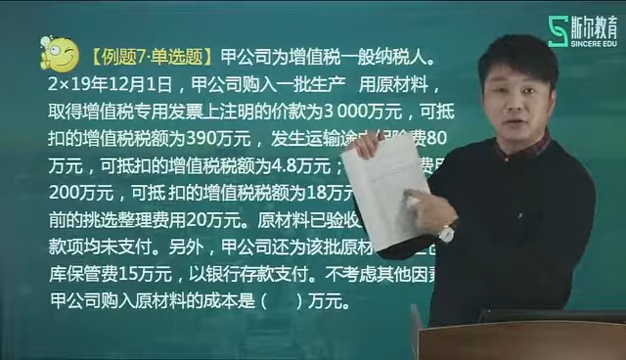 斯尔教育
SINCERE EDU
【例题7·单选题】甲公司为增值税一般纳税人。
2×19年12月1日，甲公司购入一批生产 用原材料，
取得增值税专用发票上注明的价款为3 000万元，可抵
扣的增值税税额为390万元，发生运输途中保险费80
万元，可抵扣的增值税税额为4.8万元；
200万元，可抵 扣的增值税税额为18万
前的挑选整理费用20万元。原材料已验收
款项均未支付。另外，甲公司还为该批原材
库保管费15万元，以银行存款支付。不考虑其他因素
甲公司购入原材料的成本是（ ）万元。